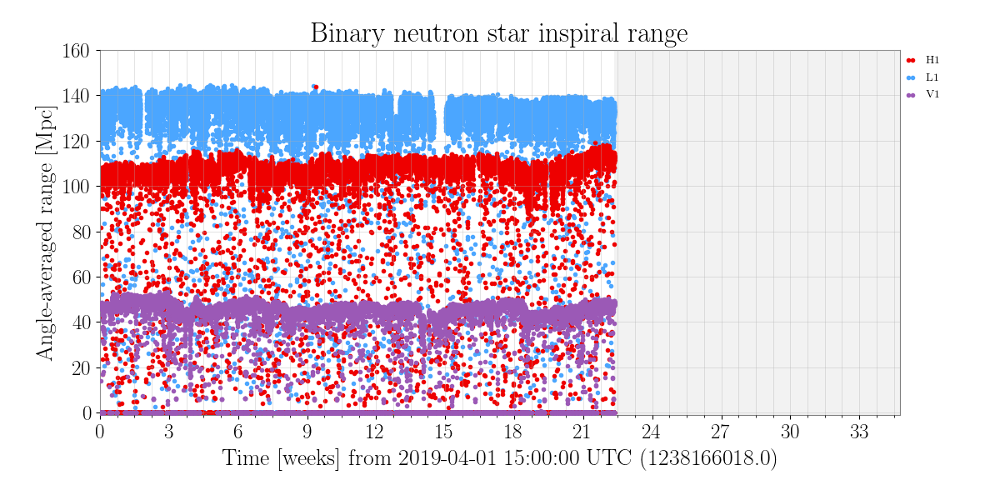 Binary neutron star inspiral range
Angle-averaged range [Mpc]
160
140
120
100
80
60
40
20
0
0 3 6 9 12 15 18 21 24 27 30 33
Time [weeks] from 2019-04-01 15:00:00 UTC (1238166018.0)
H1
L1
V1